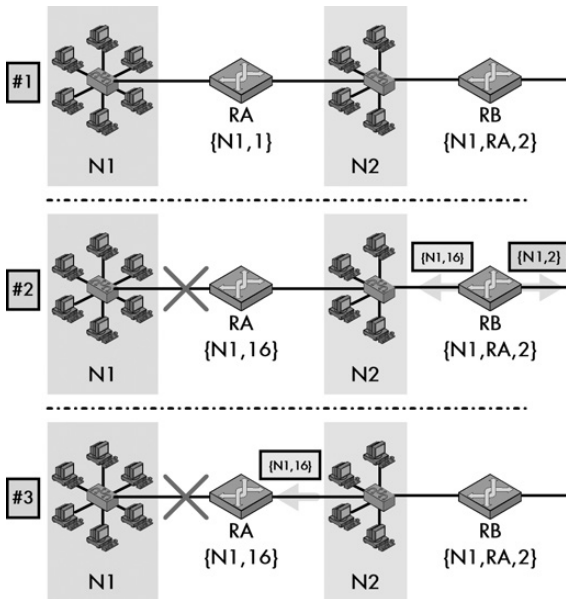 #1
RA
RB
{N1,1}
{N1,RA,2}
N1
N2
#2
{N1,16}
{N1,2}
RA
RB
{N1,16}
{N1,RA,2}
N1
N2
#3
{N1,16}
RA
RB
{N1,16}
{N1,RA,2}
N1
N2